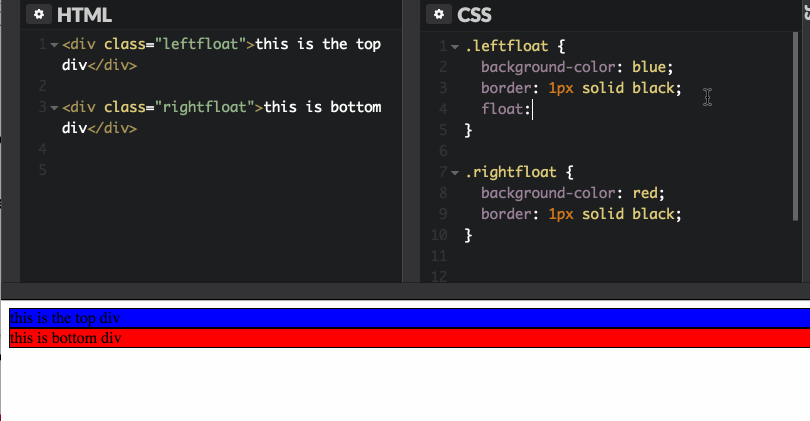 HTML
1 <div class="leftfloat">this is the top
div</div>
2
3 <div class="rightfloat">this is bottom
div</div>
4
5
CSS
1 .leftfloat {
2 background-color: blue;
3 border: 1px solid black;
4 float:
5 }
6
7 .rightfloat {
8 background-color: red;
9 border: 1px solid black;
10 }
11
12
this is the top div
this is bottom div